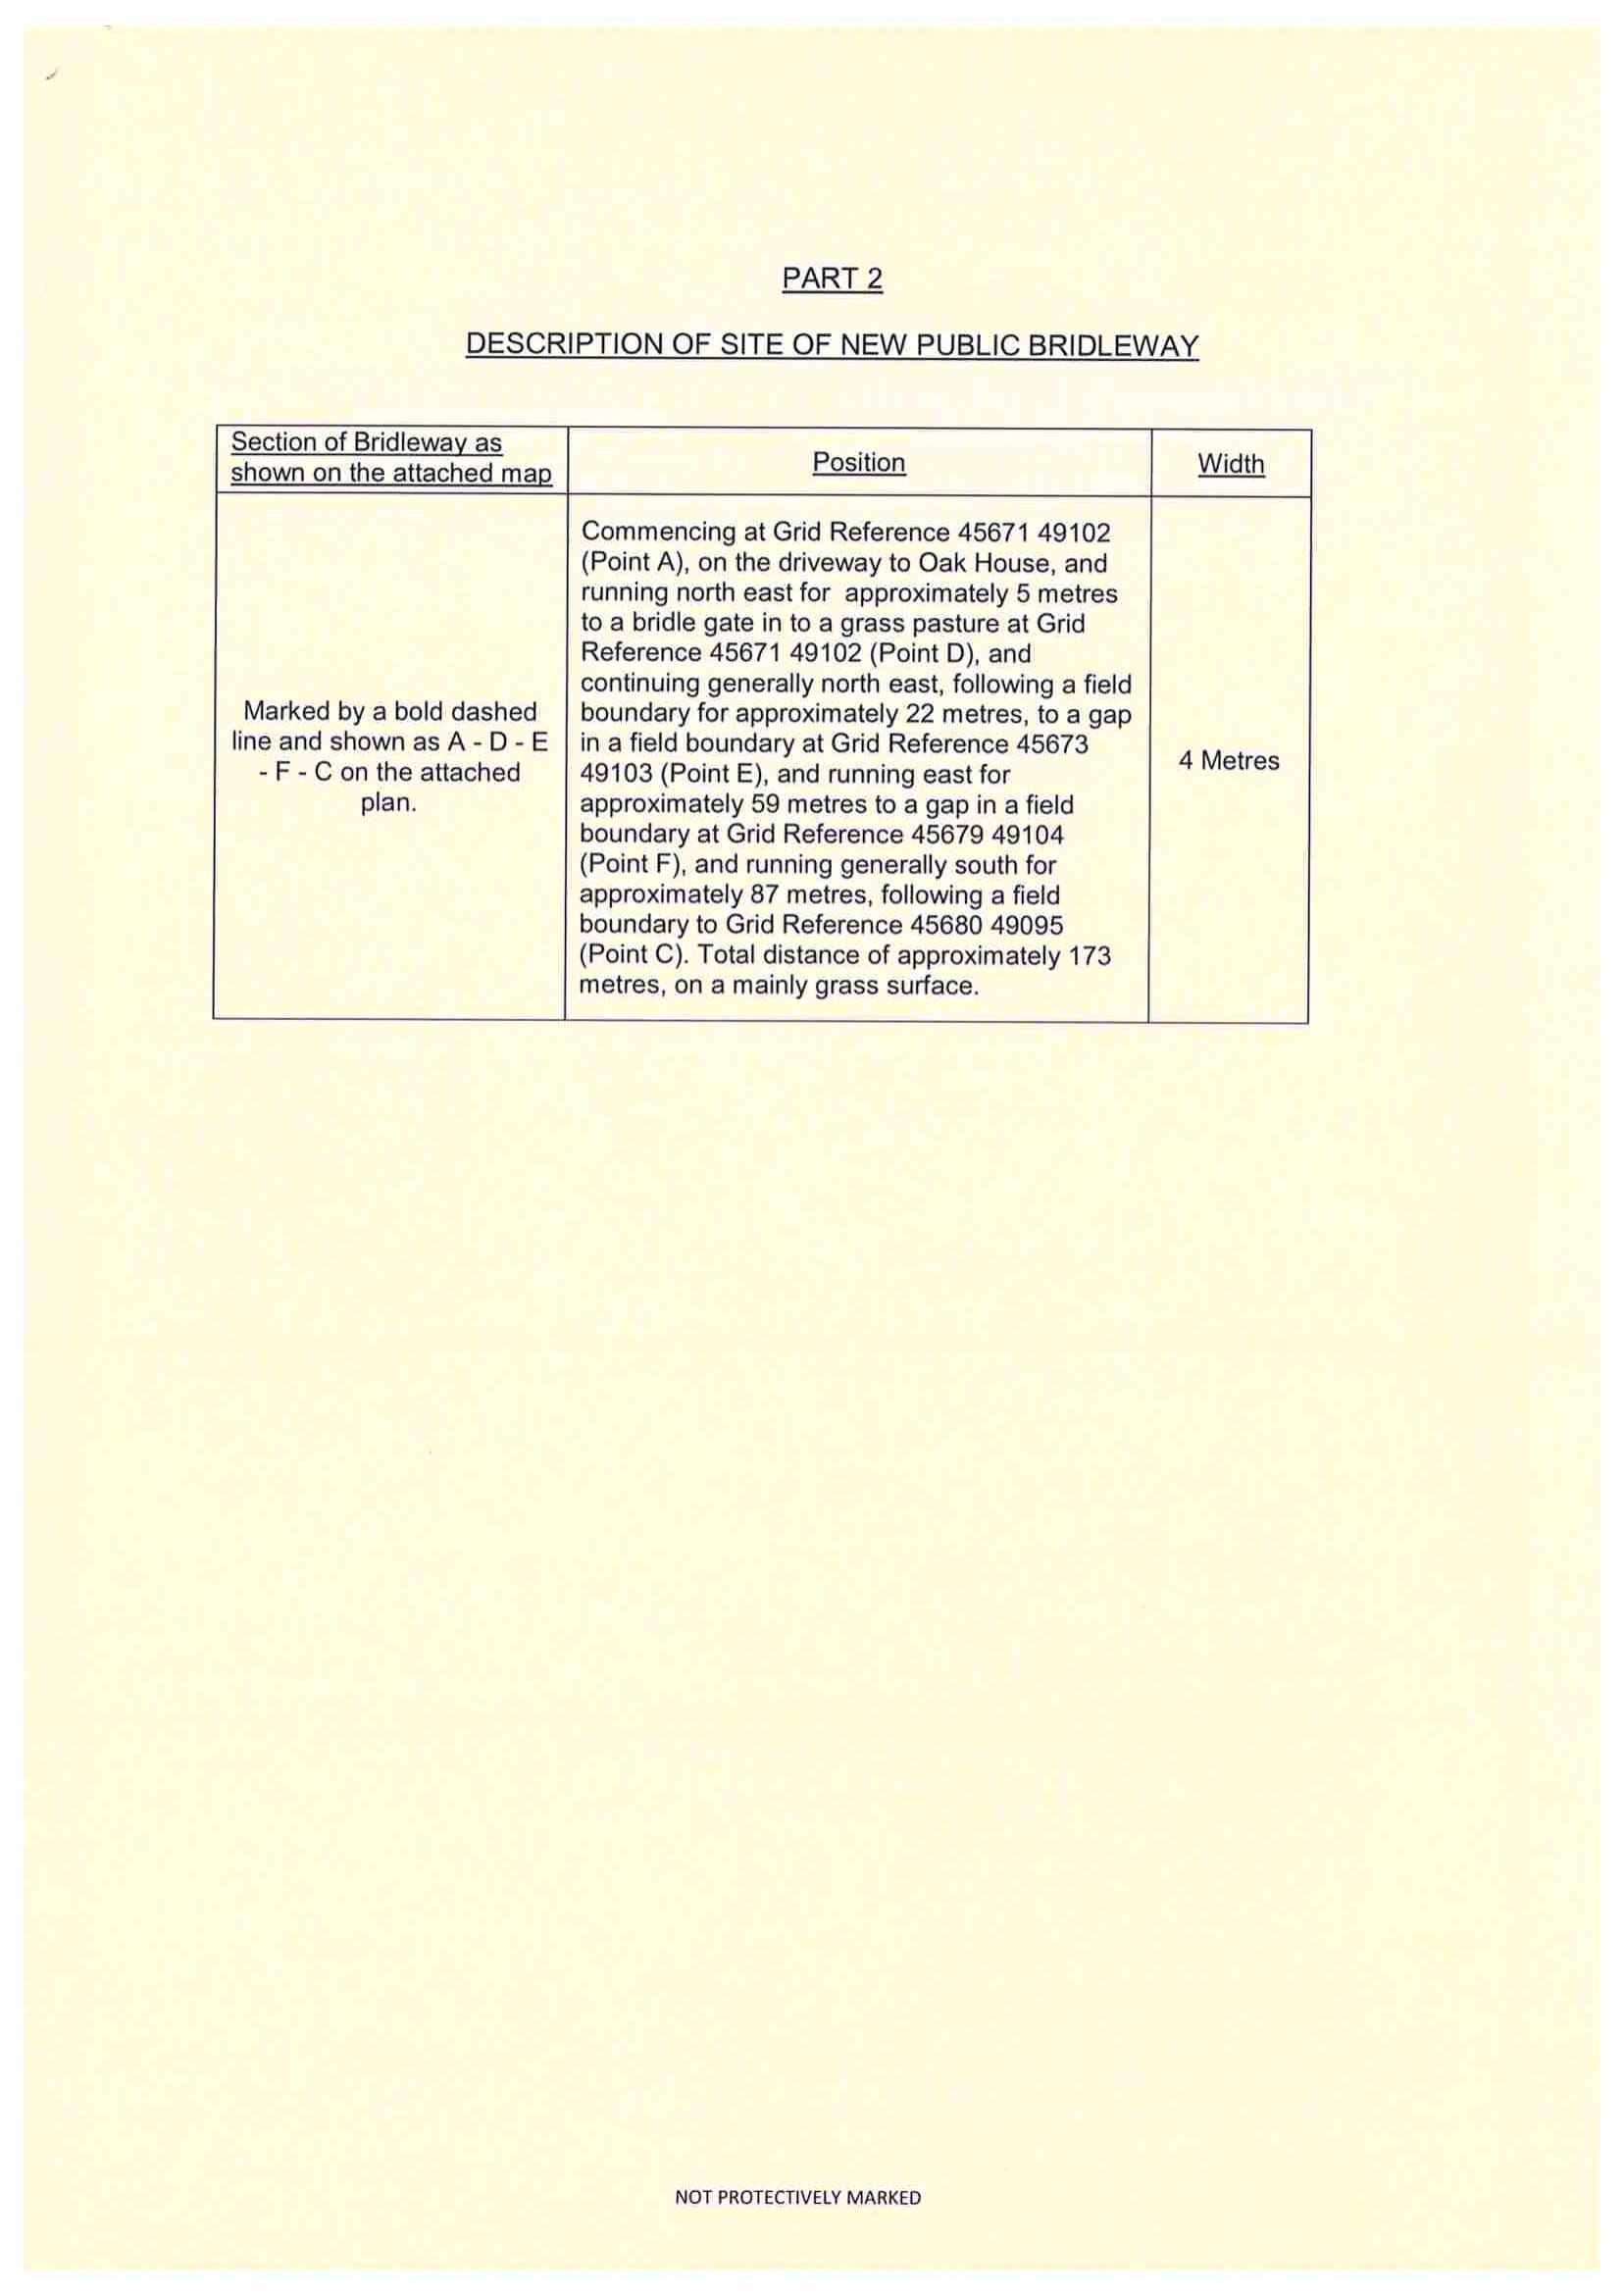 PART 2
DESCRIPTION OF SITE OF NEW PUBLIC BRIDLEWAY
Section of Bridleway as
shown on the attached map
Position
Width
Marked by a bold dashed
line and shown as A - D - E
- F - C on the attached
plan.
Commencing at Grid Reference 45671 49102
(Point A), on the driveway to Oak House, and
running north east for approximately 5 metres
to a bridle gate in to a grass pasture at Grid
Reference 45671 49102 (Point D), and
continuing generally north east, following a field
boundary for approximately 22 metres, to a gap
in a field boundary at Grid Reference 45673
49103 (Point E), and running east for
approximately 59 metres to a gap in a field
boundary at Grid Reference 45679 49104
(Point F), and running generally south for
approximately 87 metres, following a field
boundary to Grid Reference 45680 49095
(Point C). Total distance of approximately 173
metres, on a mainly grass surface.
4 Metres
NOT PROTECTIVELY MARKED